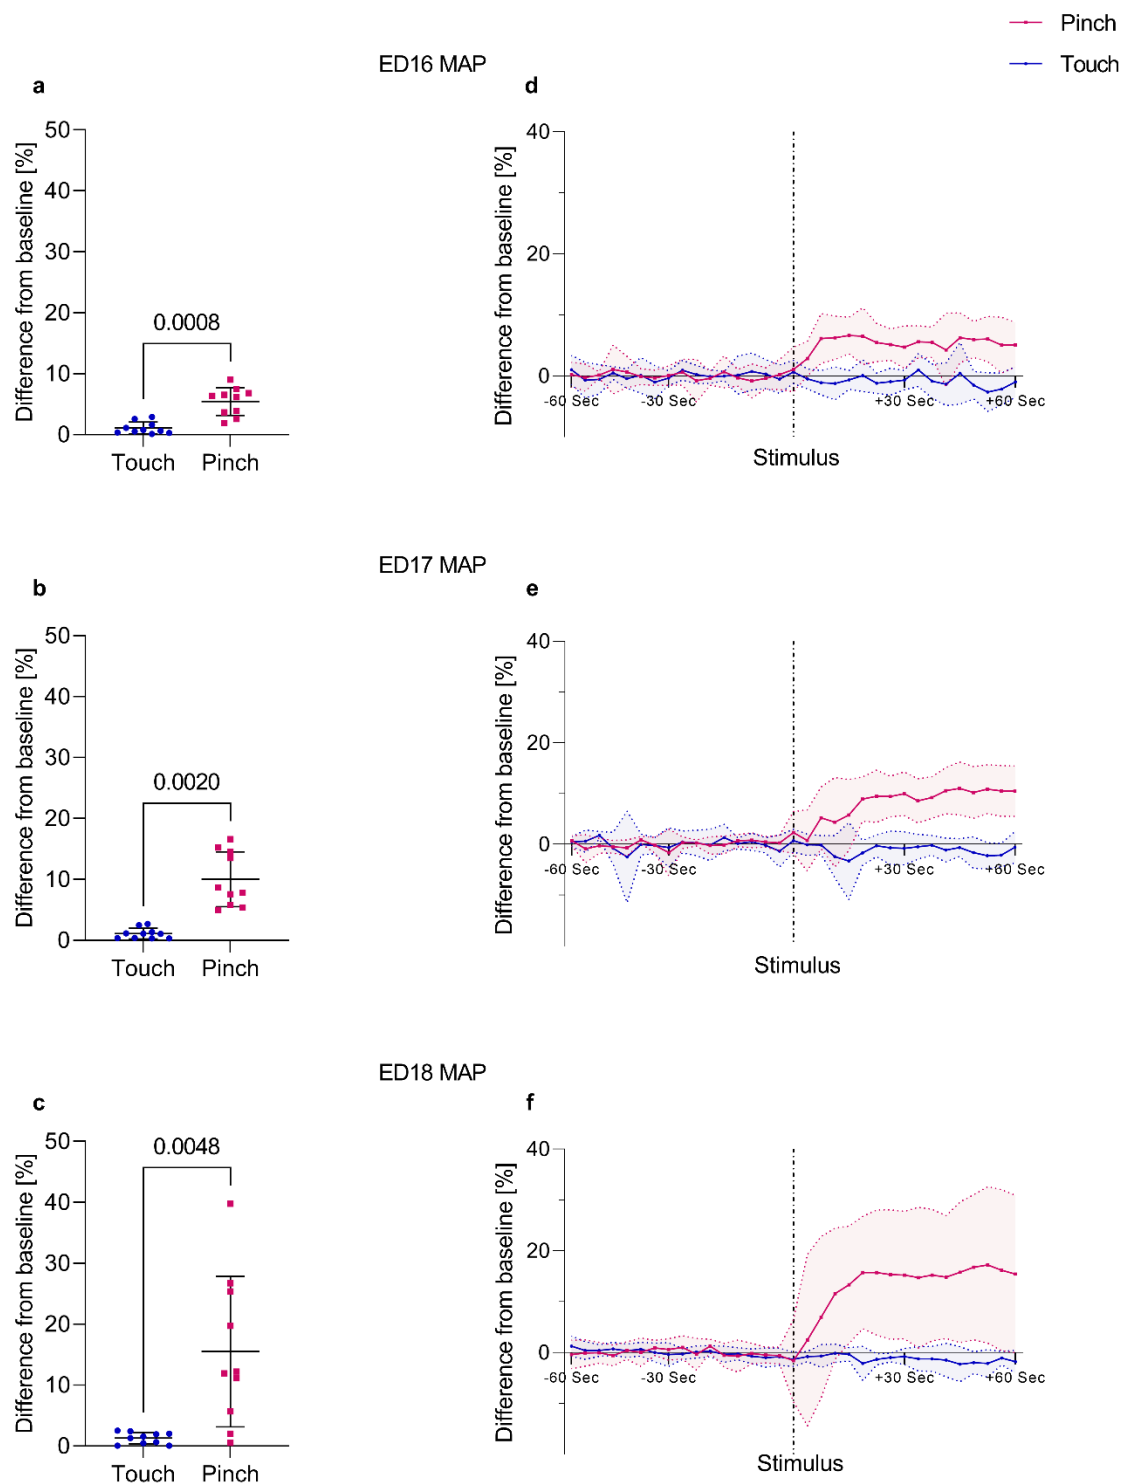 Pinch
Touch
ED16 MAP
a
Difference from baseline [%]
50
40
30
20
10
0
0.0008
Touch Pinch
d
Difference from baseline [%]
40
20
0
-60 Sec -30 Sec +30 Sec +60 Sec
Stimulus
ED17 MAP
b
Difference from baseline [%]
50
40
30
20
10
0
0.0020
Touch Pinch
e
Difference from baseline [%]
40
20
0
-60 Sec -30 Sec +30 Sec +60 Sec
Stimulus
ED18 MAP
c
Difference from baseline [%]
50
40
30
20
10
0
0.0048
Touch Pinch
f
Difference from baseline [%]
40
20
0
-60 Sec -30 Sec +30 Sec +60 Sec
Stimulus